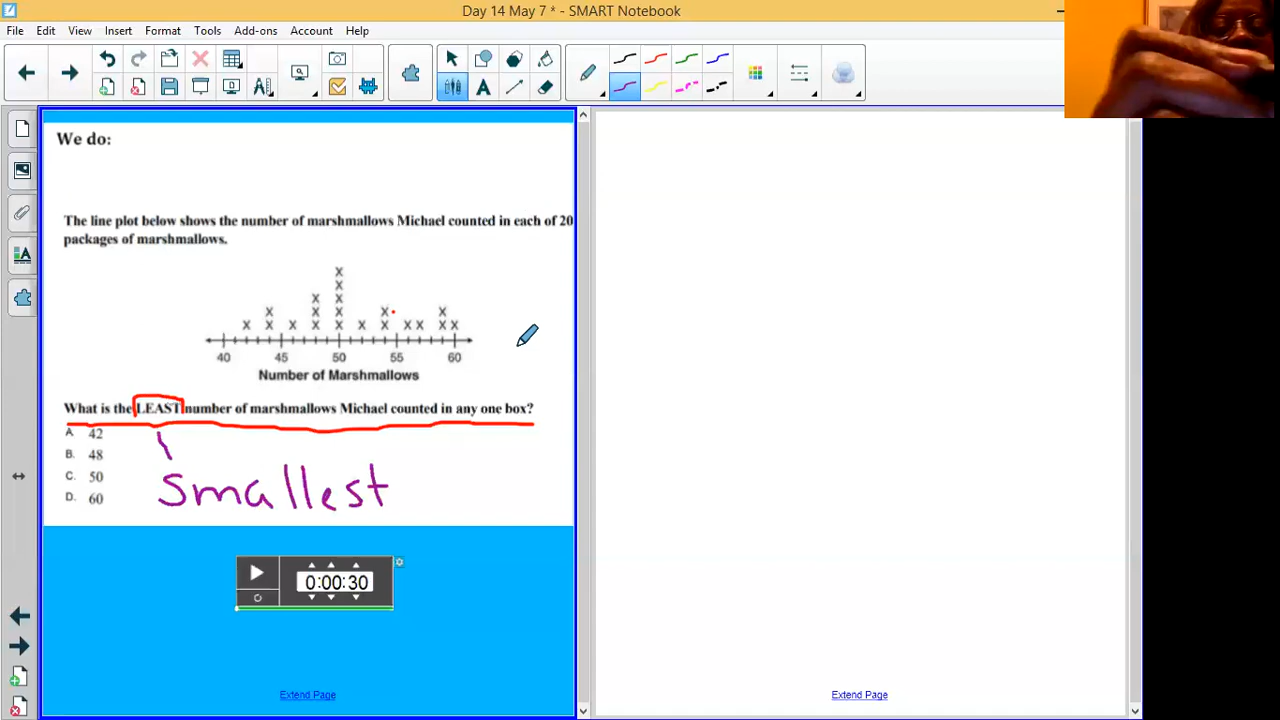 Day 14 May 7 * - SMART Notebook
File Edit View Insert Format Tools Add-ons Account Help
We do:
The line plot below shows the number of marshmallows Michael counted in each of 20
packages of marshmallows.
40 45 50 55 60
Number of Marshmallows
What is the LEAST number of marshmallows Michael counted in any one box?
A. 42
B. 48
C. 50
D. 60
smallest
0:00:30
Extend Page
Extend Page